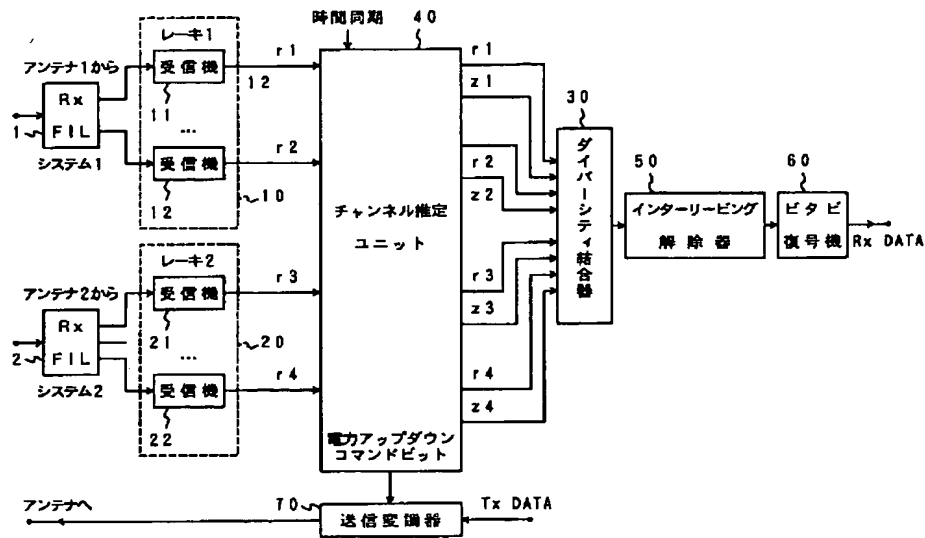 時間同期
40
レーキ1
アンテナ1から
受信機
r1
12
Rx
FIL
1
11
システム1
...
受信機
r2
12
10
チャンネル推定
ユニット
レーキ2
アンテナ2から
受信機
r3
Rx
FIL
2
21
20
システム2
...
受信機
r4
22
電力アップダウン
コマンドビット
r1
z1
r2
z2
r3
z3
r4
z4
30
ダイバーシティ結合器
50
インターリービング
解除器
60
ビタビ
復号機
Rx DATA
アンテナへ
70
送信変調器
Tx DATA